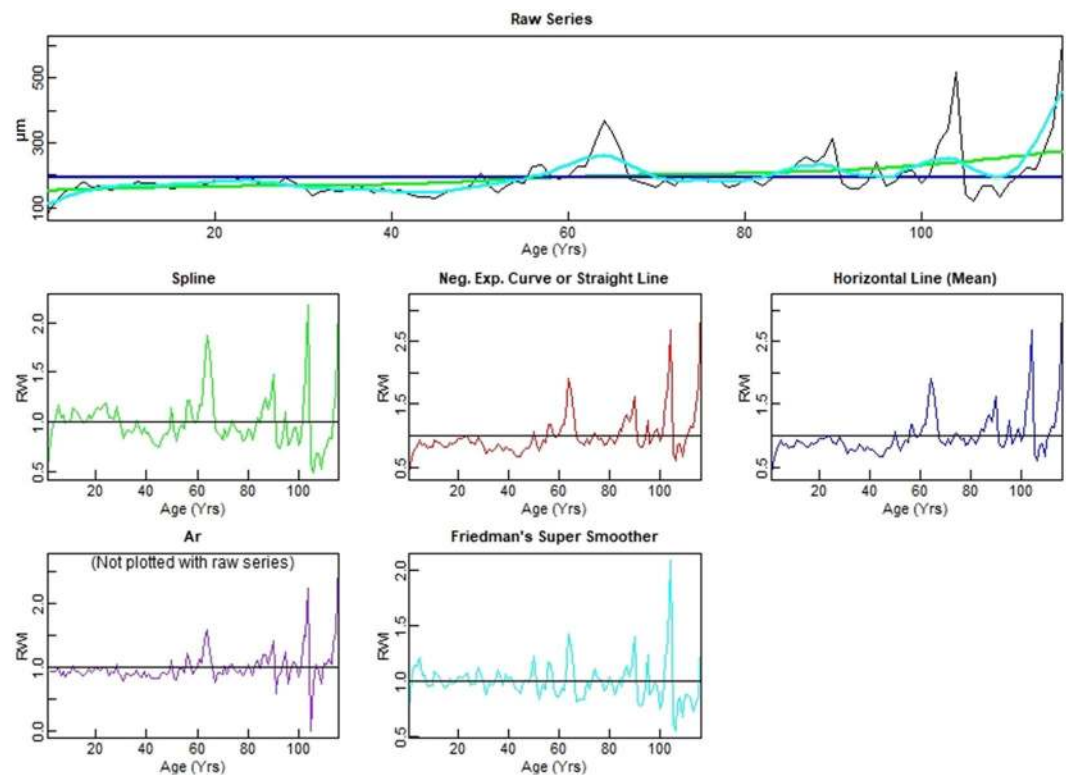 Raw Series
500
300
100
µm
20 40 60 80 100
Age (Yrs)
Spline
2.0
1.5
1.0
0.5
RWI
20 40 60 80 100
Age (Yrs)
Neg. Exp. Curve or Straight Line
2.5
1.5
0.5
RWI
20 40 60 80 100
Age (Yrs)
Horizontal Line (Mean)
2.5
1.5
0.5
RWI
20 40 60 80 100
Age (Yrs)
Ar
(Not plotted with raw series)
2.0
1.0
0.0
RWI
20 40 60 80 100
Age (Yrs)
Friedman's Super Smoother
2.0
1.5
1.0
0.5
RWI
20 40 60 80 100
Age (Yrs)